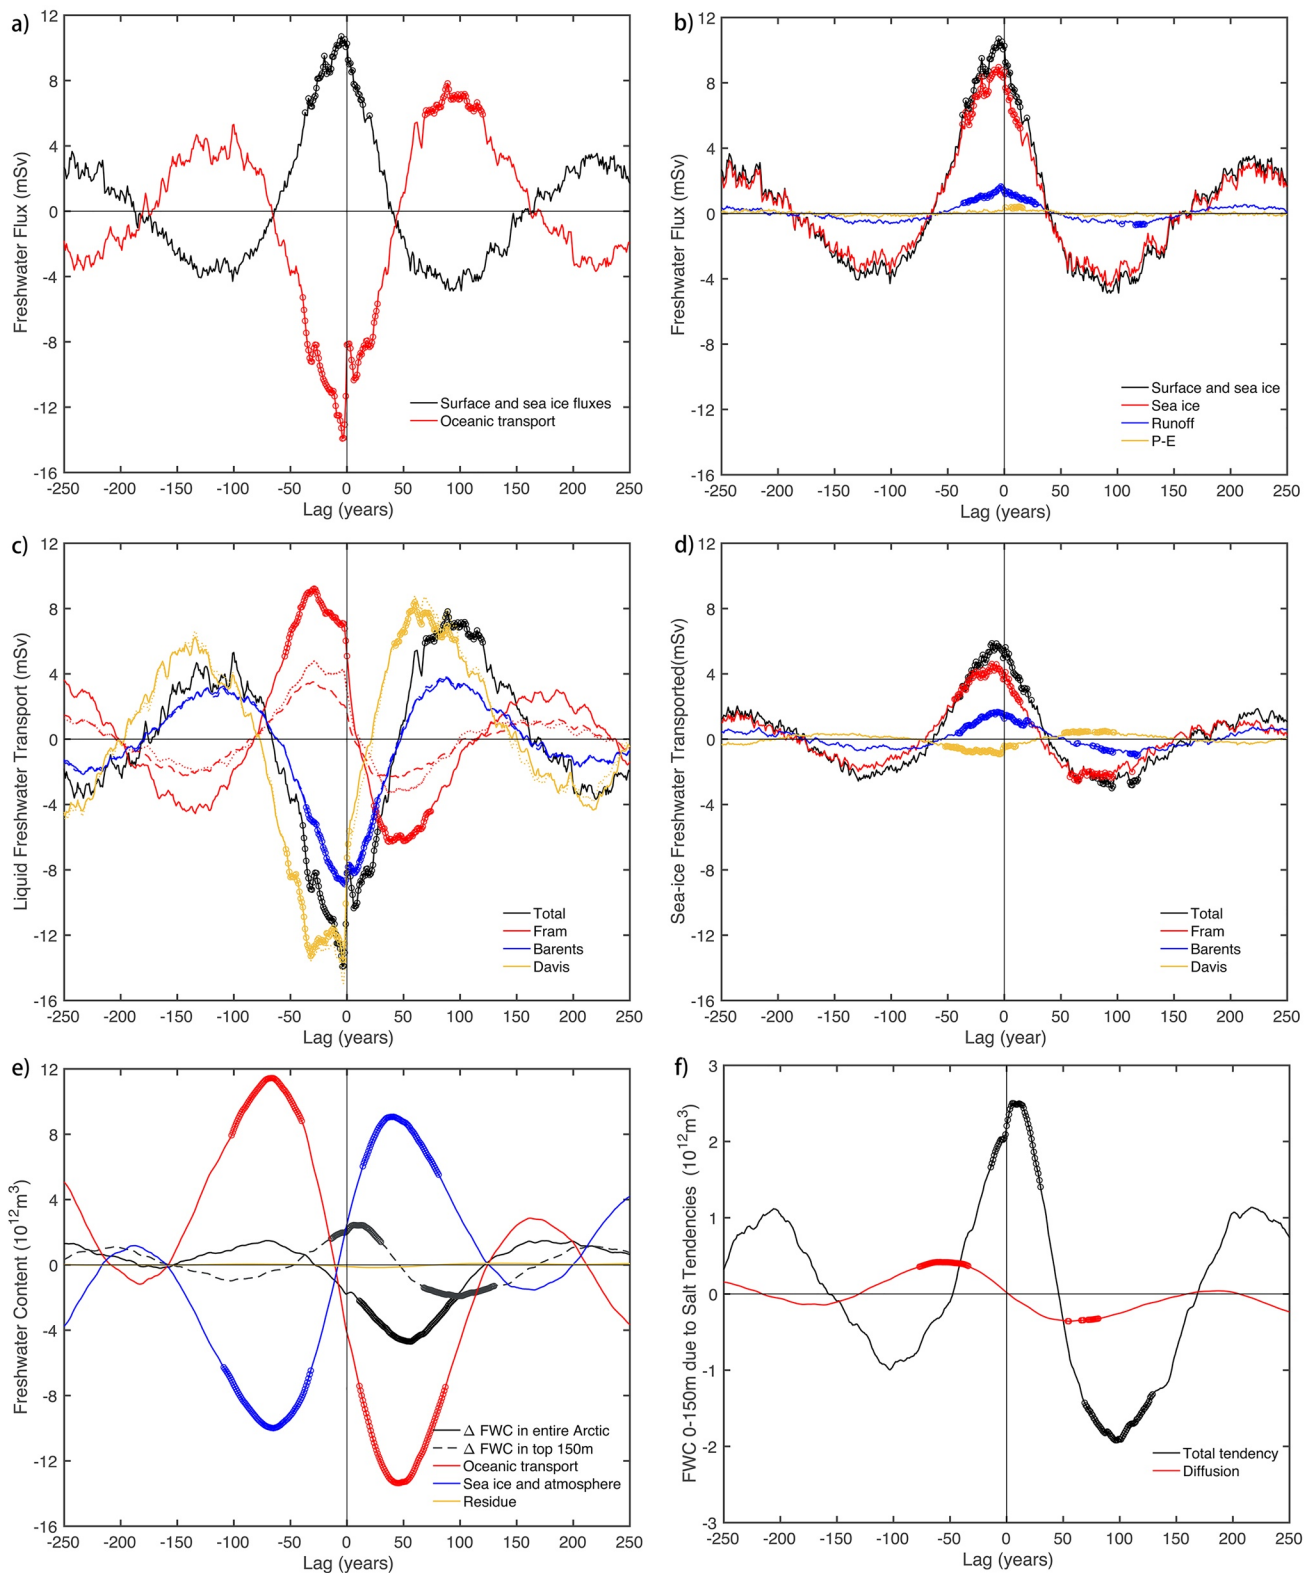 a)
12
8
4
0
-4
-8
-12
-16
Freshwater Flux (mSv)
Surface and sea ice fluxes
Oceanic transport
-250 -200 -150 -100 -50 0 50 100 150 200 250
Lag (years)
b)
12
8
4
0
-4
-8
-12
-16
Freshwater Flux (mSv)
Surface and sea ice
Sea ice
Runoff
P-E
-250 -200 -150 -100 -50 0 50 100 150 200 250
Lag (years)
c)
12
8
4
0
-4
-8
-12
-16
Liquid Freshwater Transport (mSv)
Total
Fram
Barents
Davis
-250 -200 -150 -100 -50 0 50 100 150 200 250
Lag (years)
d)
12
8
4
0
-4
-8
-12
-16
Sea-ice Freshwater Transported(mSv)
Total
Fram
Barents
Davis
-250 -200 -150 -100 -50 0 50 100 150 200 250
Lag (year)
e)
12
8
4
0
-4
-8
-12
-16
Freshwater Content (10¹²m³)
Δ FWC in entire Arctic
Δ FWC in top 150m
Oceanic transport
Sea ice and atmosphere
Residue
-250 -200 -150 -100 -50 0 50 100 150 200 250
Lag (years)
f)
3
2
1
0
-1
-2
-3
FWC 0-150m due to Salt Tendencies (10¹²m³)
Total tendency
Diffusion
-250 -200 -150 -100 -50 0 50 100 150 200 250
Lag (years)